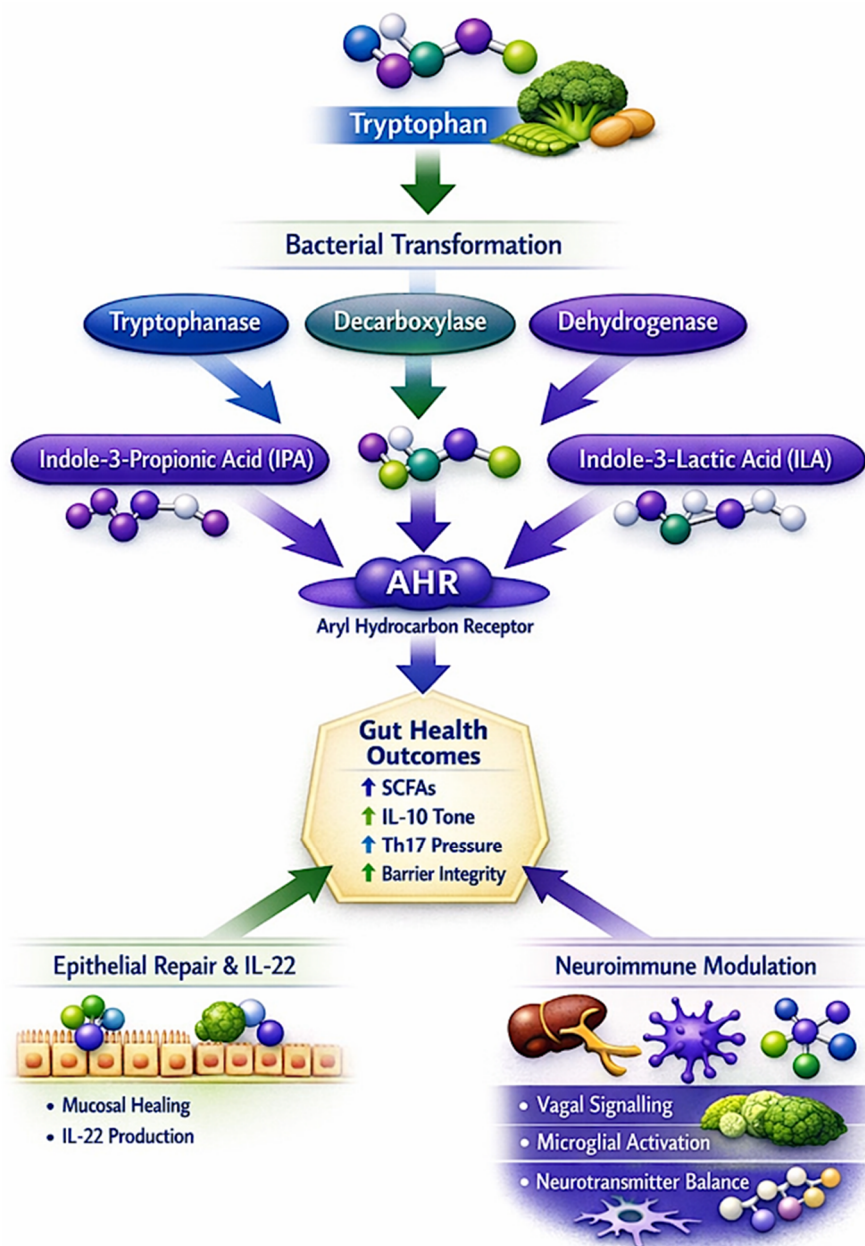 Tryptophan
Bacterial Transformation
Tryptophanase
Decarboxylase
Dehydrogenase
Indole-3-Propionic Acid (IPA)
Indole-3-Lactic Acid (ILA)
AHR
Aryl Hydrocarbon Receptor
Gut Health
Outcomes
↑ SCFAs
↑ IL-10 Tone
↑ Th17 Pressure
↑ Barrier Integrity
Epithelial Repair & IL-22
• Mucosal Healing
• IL-22 Production
Neuroimmune Modulation
• Vagal Signalling
• Microglial Activation
• Neurotransmitter Balance